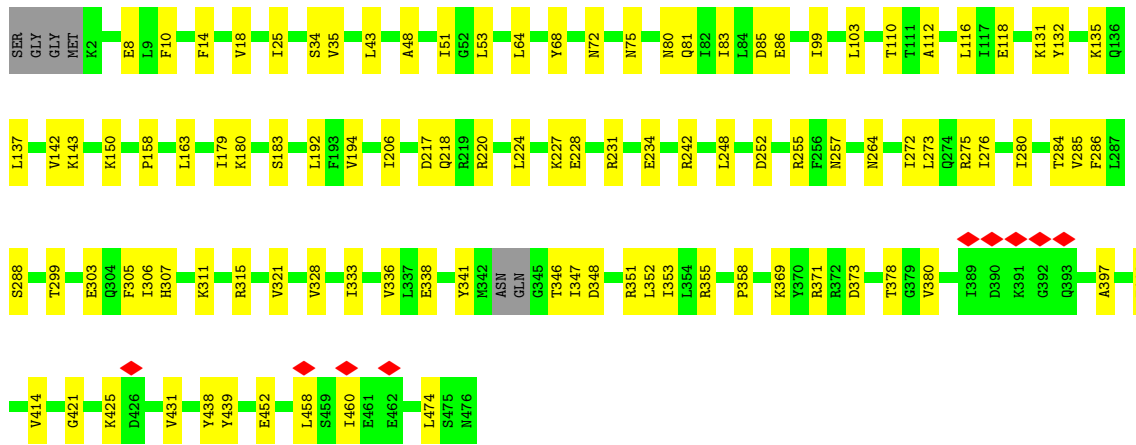 SER GLY GLY MET K2 E8 L9 F10 F14 V18 I25 S34 V35 L43 A48 I51 G52 L53 L64 Y68 N72 N75 N80 Q81 I82 I83 L84 D85 E86 I99 L103 T110 T111 A112 L116 I117 E118 K131 Y132 K135 Q136
L137 V142 K143 K150 P158 L163 I179 K180 S183 L192 F193 V194 I206 D217 Q218 R219 R220 L224 K227 E228 R231 E234 R242 L248 D252 R255 F256 N257 N264 I272 L273 Q274 R275 I276 I280 T284 V285 F286 L287
S288 T299 E303 Q304 F305 I306 H307 K311 R315 V321 V328 I333 V336 L337 E338 Y341 M342 ASN GLN G345 T346 I347 D348 R351 L352 I353 L354 R355 P358 K369 Y370 R371 R372 D373 T378 G379 V380 I389 D390 K391 G392 Q393 A397
V414 G421 K425 D426 V431 Y438 Y439 E452 L458 S459 I460 E461 E462 L474 S475 N476